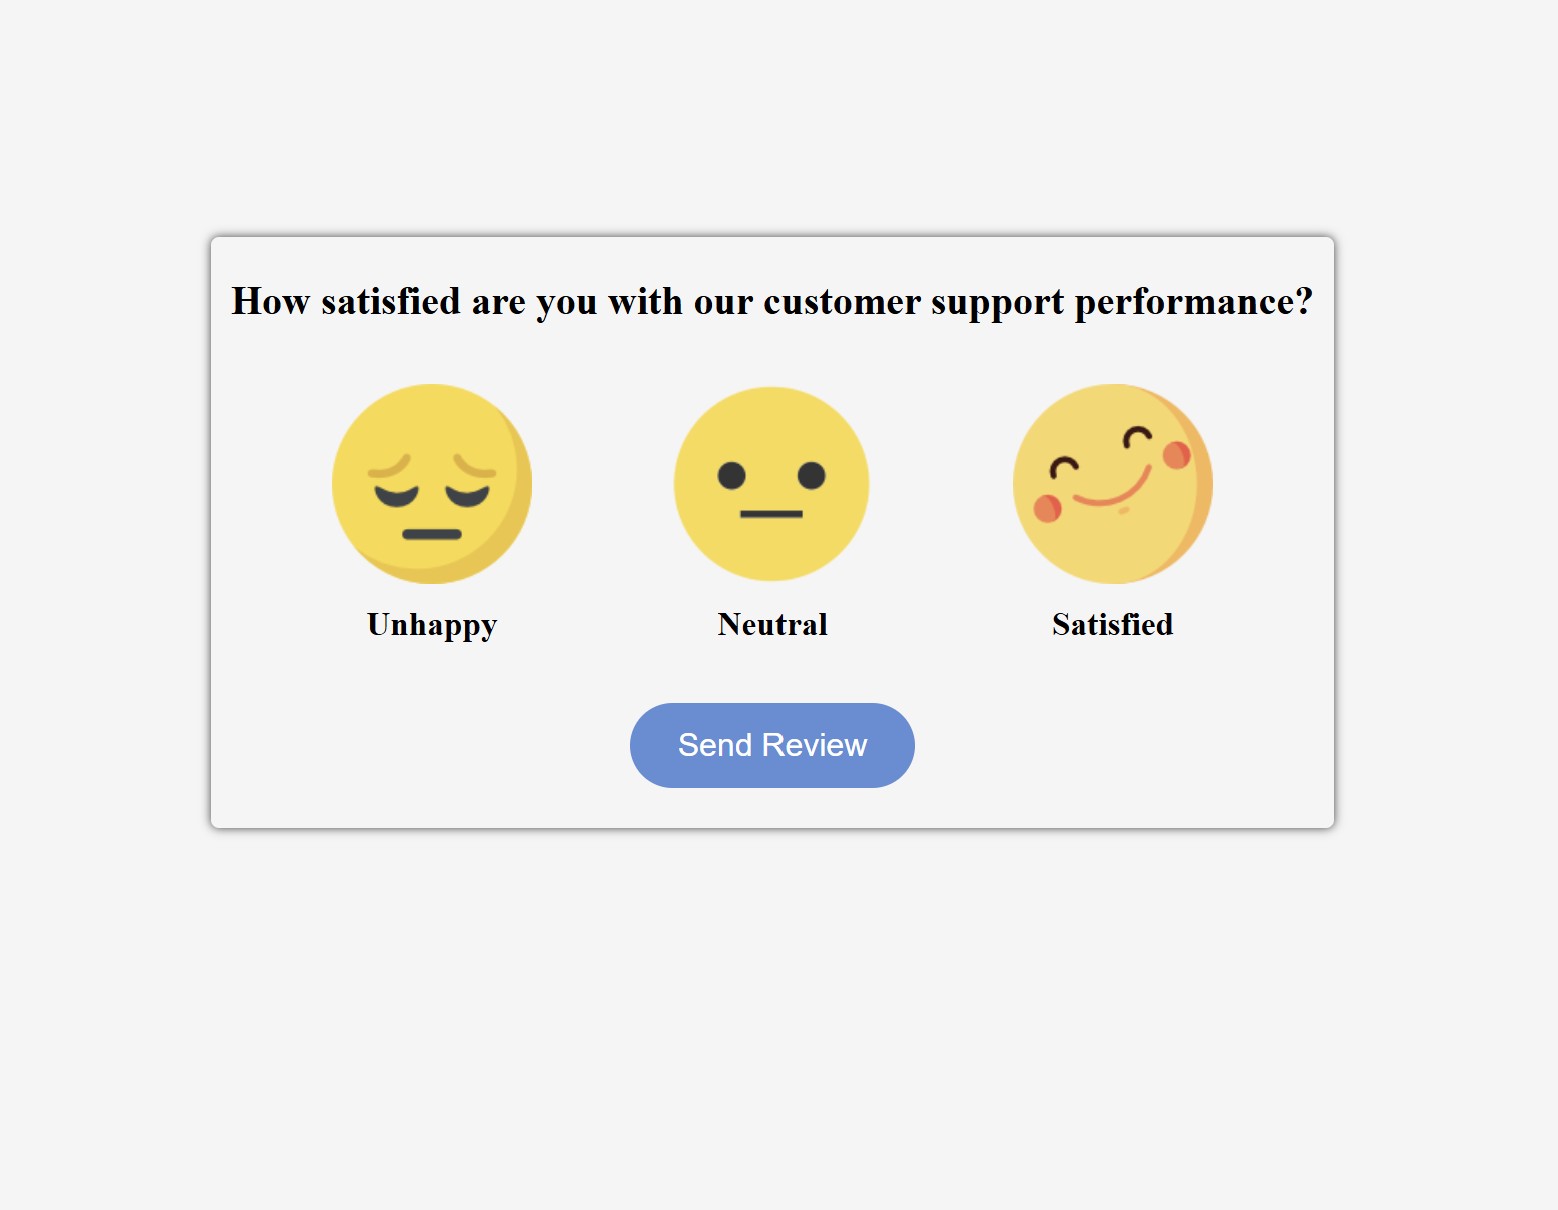 How satisfied are you with our customer support performance?
Unhappy
Neutral
Satisfied
Send Review